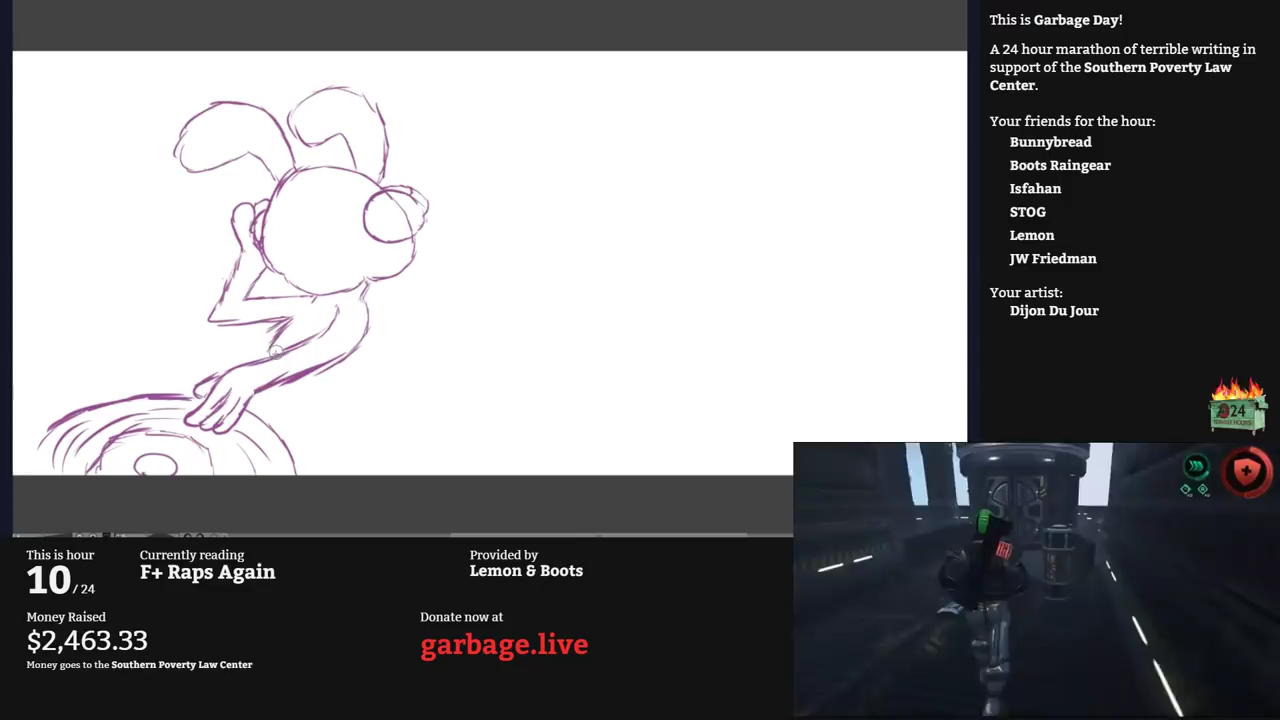 This is Garbage Day!
A 24 hour marathon of terrible writing in
support of the Southern Poverty Law
Center.
Your friends for the hour:
Bunnybread
Boots Raingear
Isfahan
STOG
Lemon
JW Friedman
Your artist:
Dijon Du Jour
This is hour
10 / 24
Currently reading
F+ Raps Again
Provided by
Lemon & Boots
Money Raised
$2,463.33
Money goes to the Southern Poverty Law Center
Donate now at
garbage.live